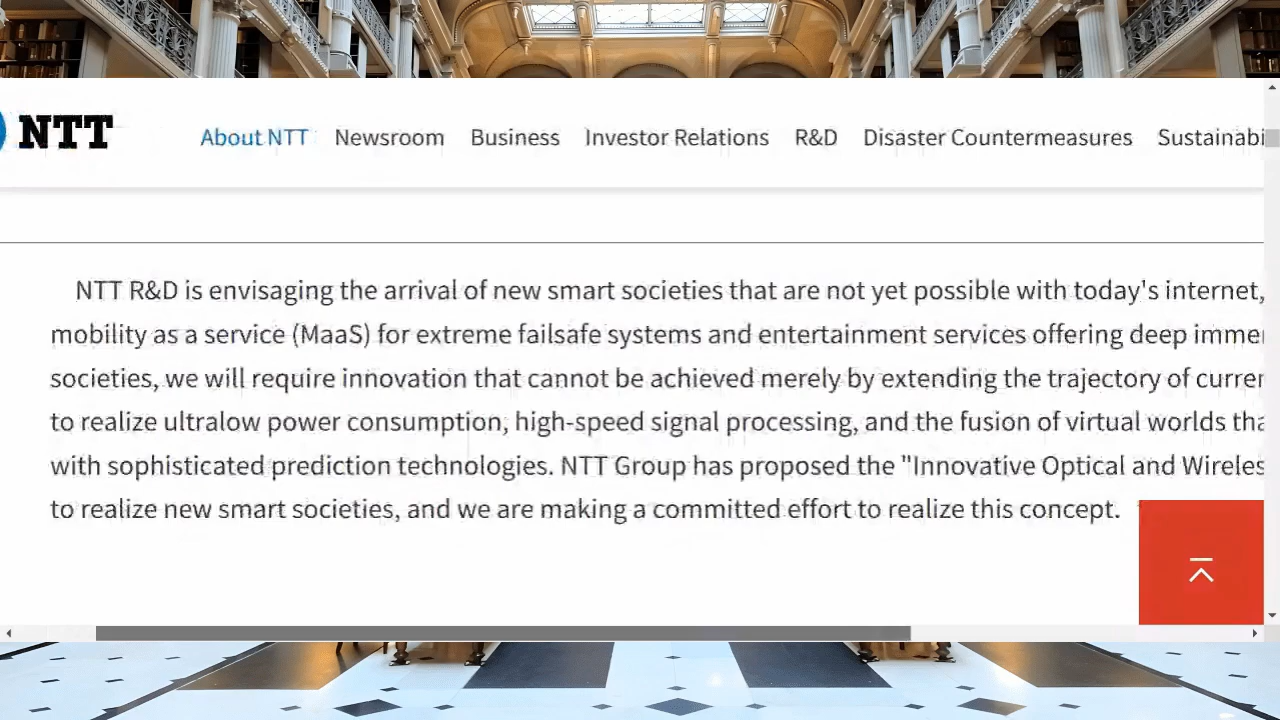 NTT
About NTT Newsroom Business Investor Relations R&D Disaster Countermeasures
NTT R&D is envisaging the arrival of new smart societies that are not yet possible with today's internet,
mobility as a service (MaaS) for extreme failsafe systems and entertainment services offering deep
societies, we will require innovation that cannot be achieved merely by extending the trajectory of
to realize ultralow power consumption, high-speed signal processing, and the fusion of virtual worlds
with sophisticated prediction technologies. NTT Group has proposed the "Innovative Optical and
to realize new smart societies, and we are making a committed effort to realize this concept.